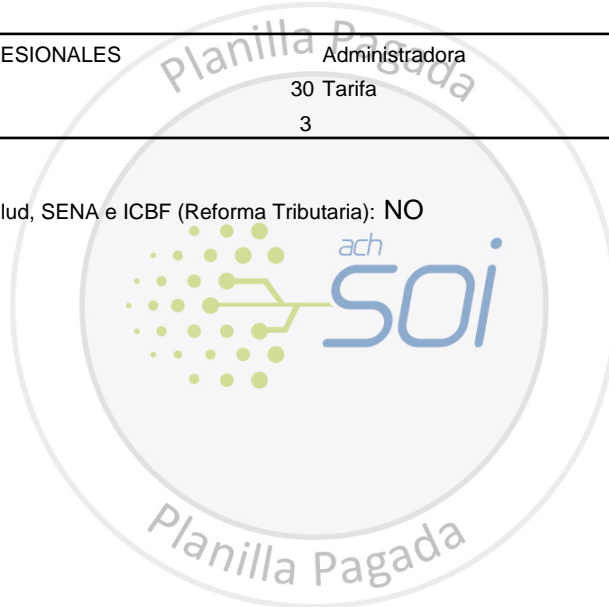 Planilla Pagada
ESIONALES Administradora
30 Tarifa
3
lud, SENA e ICBF (Reforma Tributaria): NO
ach
soi
Planilla Pagada